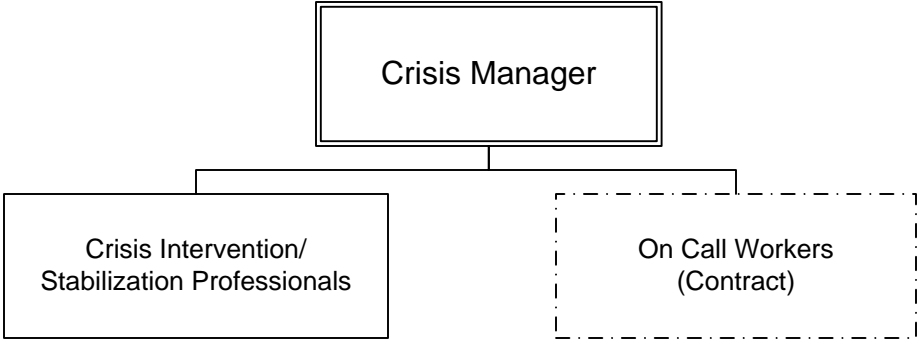 Crisis Manager
Crisis Intervention/
Stabilization Professionals
On Call Workers
(Contract)